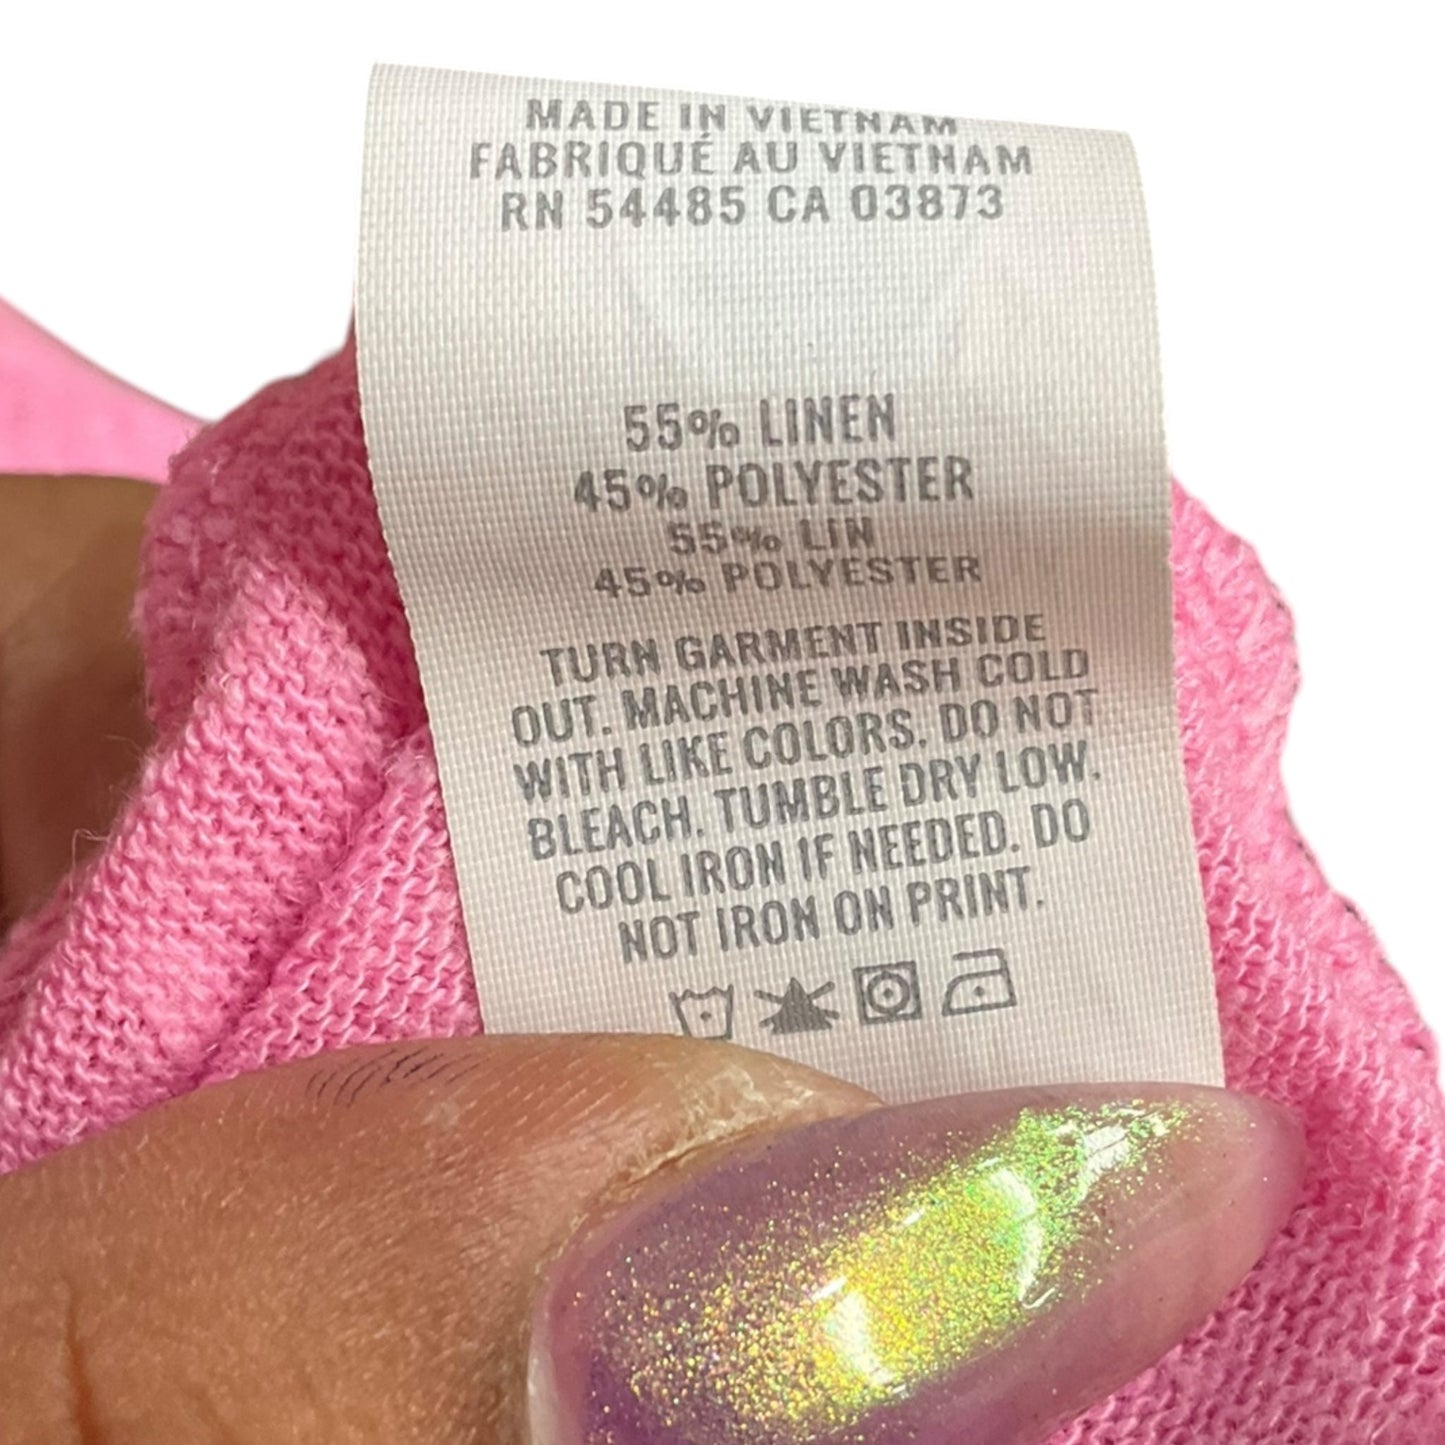 MADE IN VIETNAM
FABRIQUÉ AU VIETNAM
RN 54485 CA 03873
55% LINEN
45% POLYESTER
55% LIN
45% POLYESTER
TURN GARMENT INSIDE
OUT. MACHINE WASH COLD
WITH LIKE COLORS. DO NOT
BLEACH. TUMBLE DRY LOW.
COOL IRON IF NEEDED. DO
NOT IRON ON PRINT.